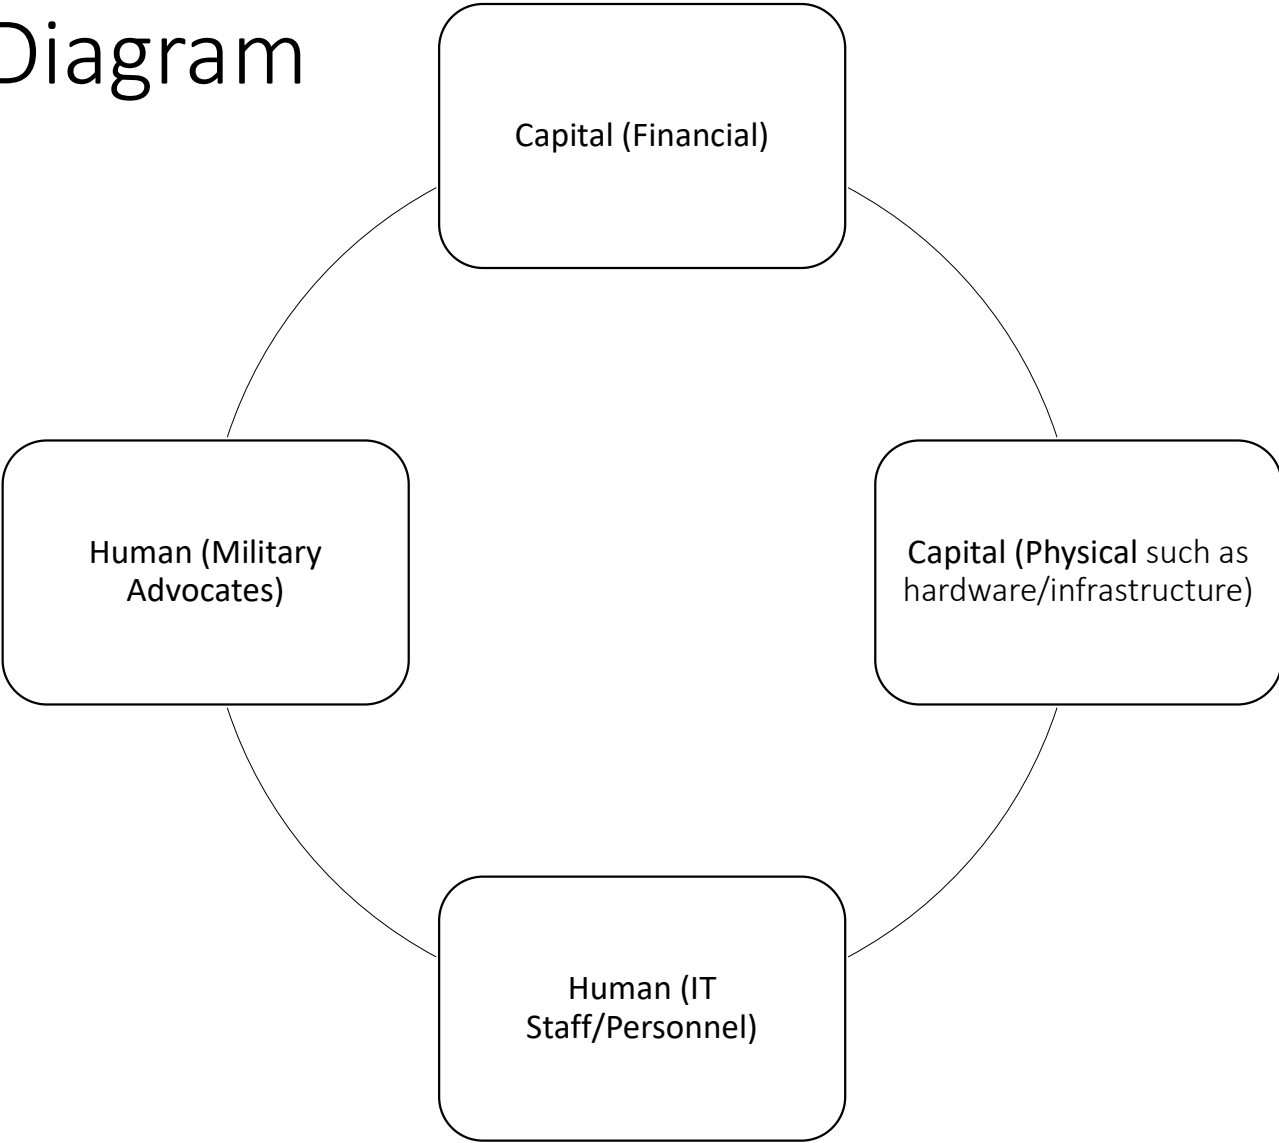 Diagram
Capital (Financial)
Human (Military
Advocates)
Capital (Physical such as
hardware/infrastructure)
Human (IT
Staff/Personnel)